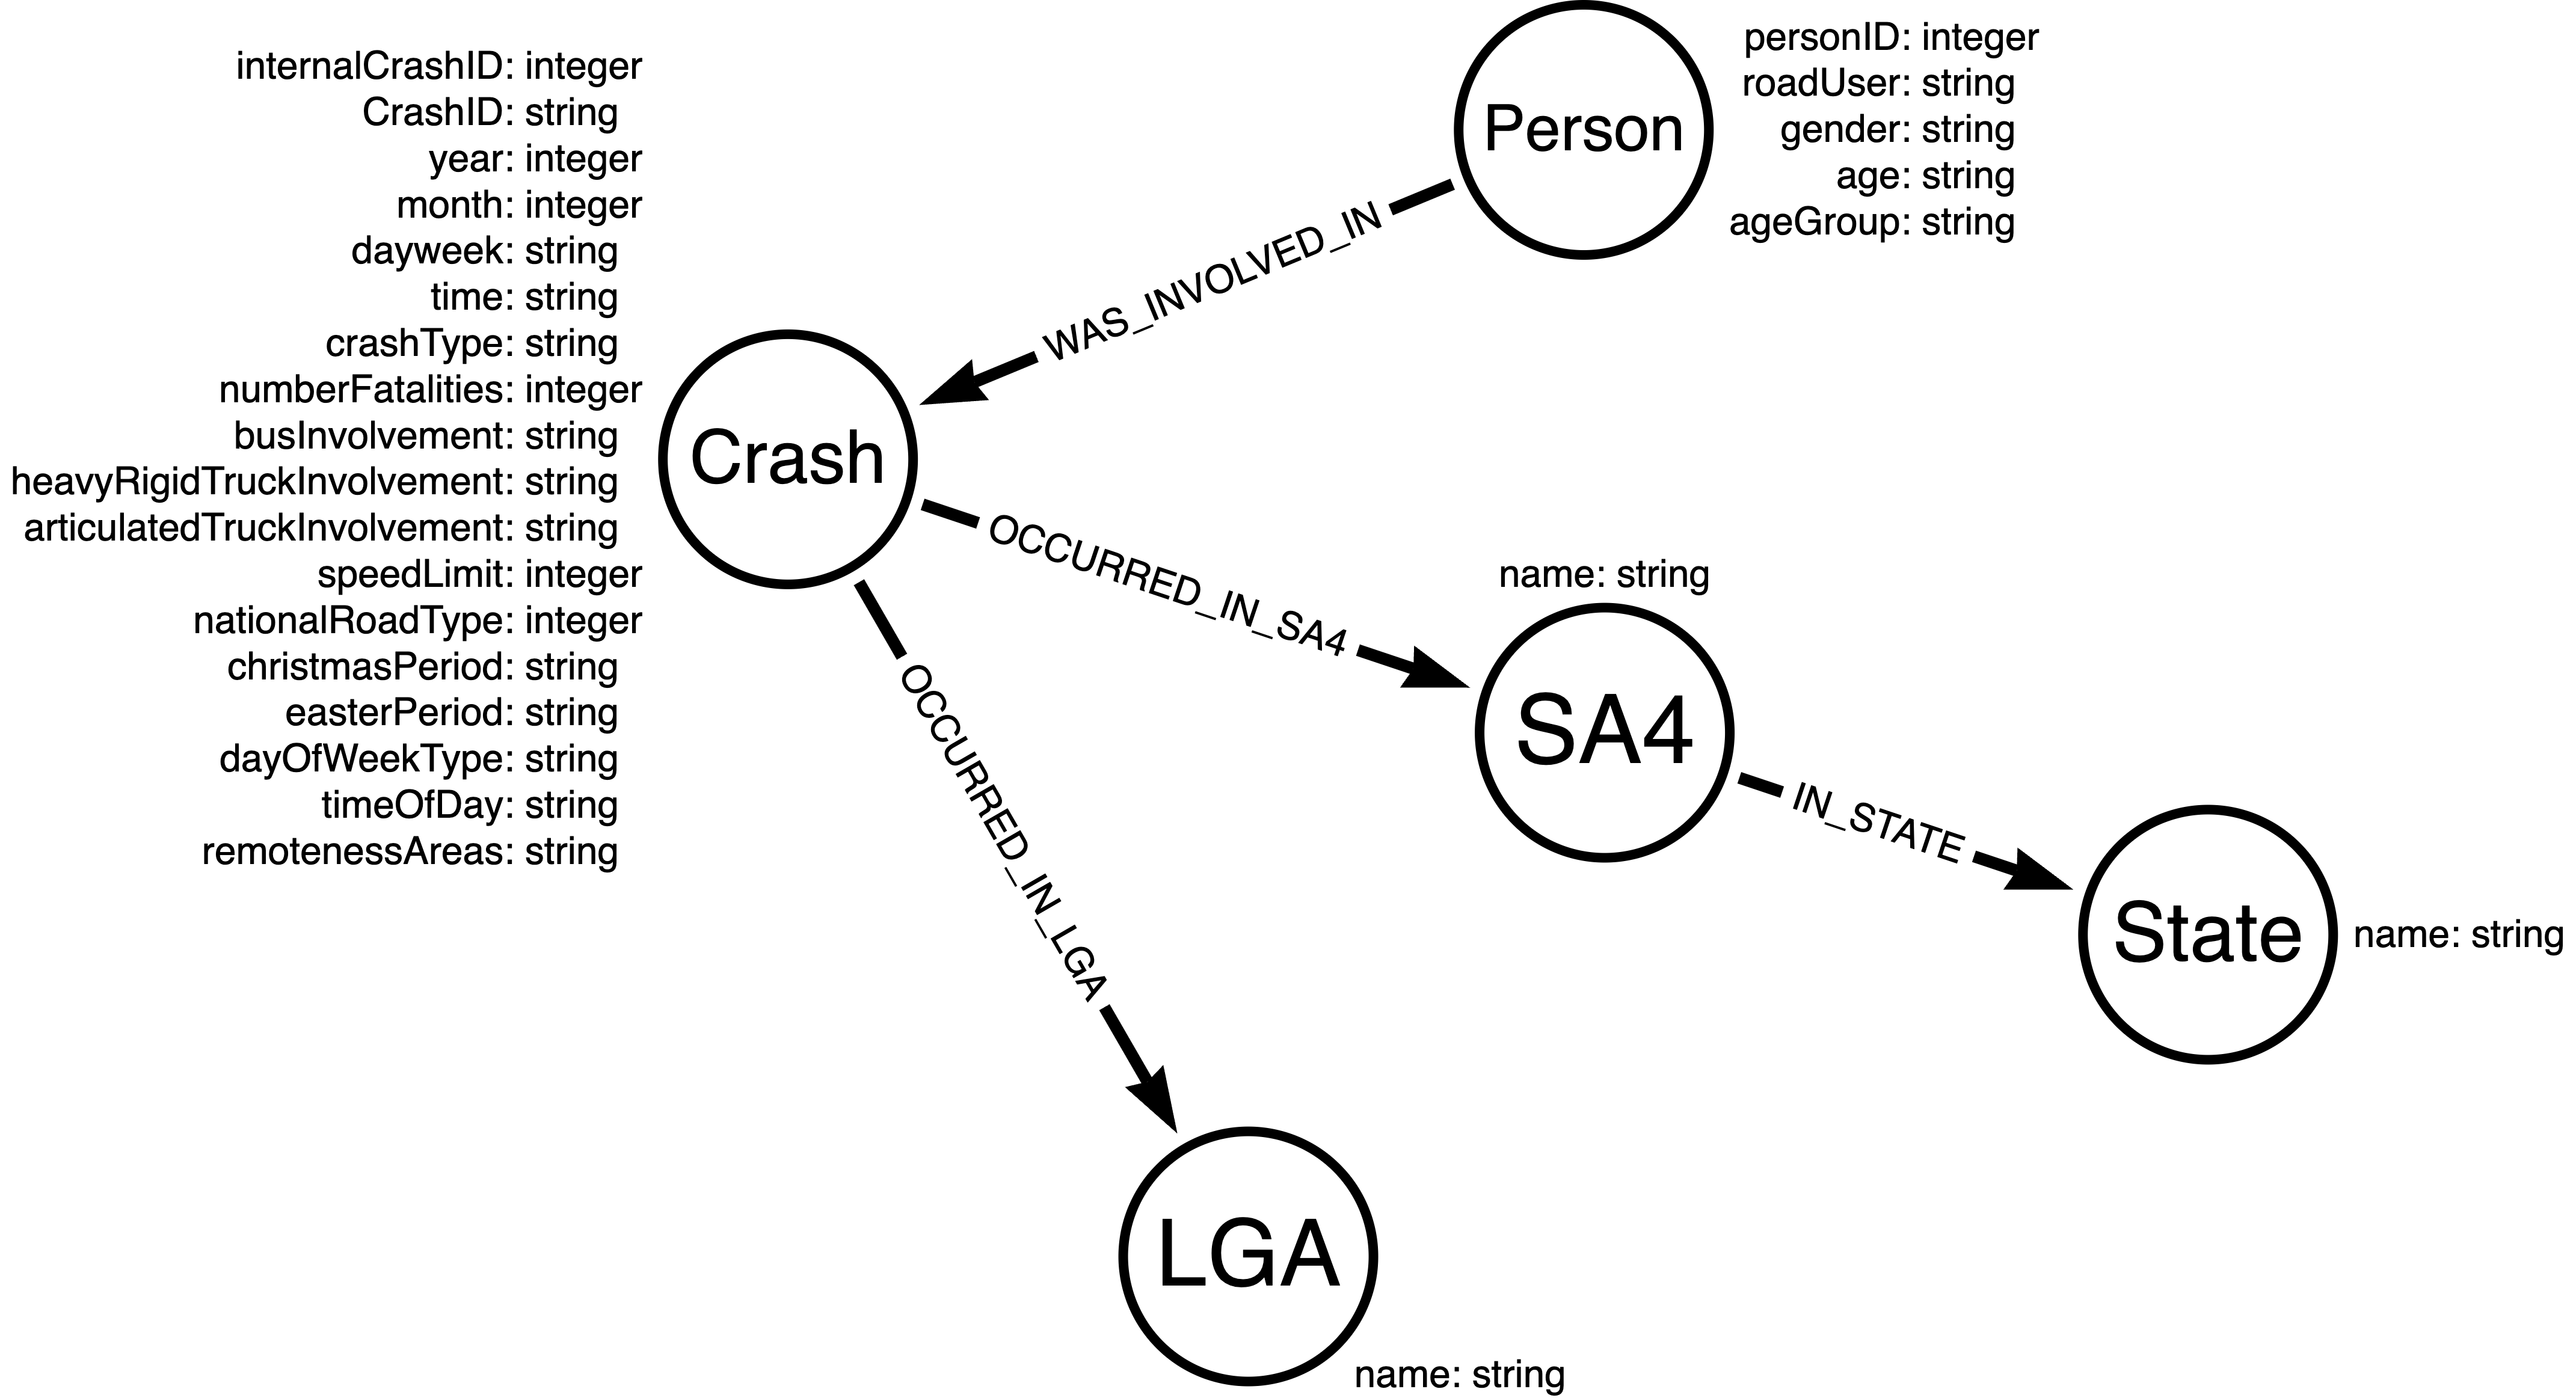 internalCrashID: integer
CrashID: string
year: integer
month: integer
dayweek: string
time: string
crashType: string
numberFatalities: integer
busInvolvement: string
heavyRigidTruckInvolvement: string
articulatedTruckInvolvement: string
speedLimit: integer
nationalRoadType: integer
christmasPeriod: string
easterPeriod: string
dayOfWeekType: string
timeOfDay: string
remotenessAreas: string
Crash
Person
personID: integer
roadUser: string
gender: string
age: string
ageGroup: string
WAS_INVOLVED_IN
OCCURRED_IN_SA4
name: string
SA4
IN_STATE
State
name: string
OCCURRED_IN_LGA
LGA
name: string